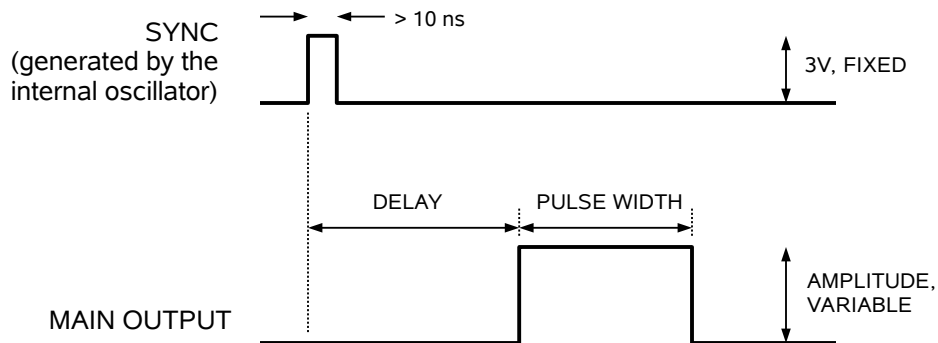 > 10 ns
SYNC
(generated by the
internal oscillator)
3V, FIXED
DELAY
PULSE WIDTH
AMPLITUDE,
VARIABLE
MAIN OUTPUT